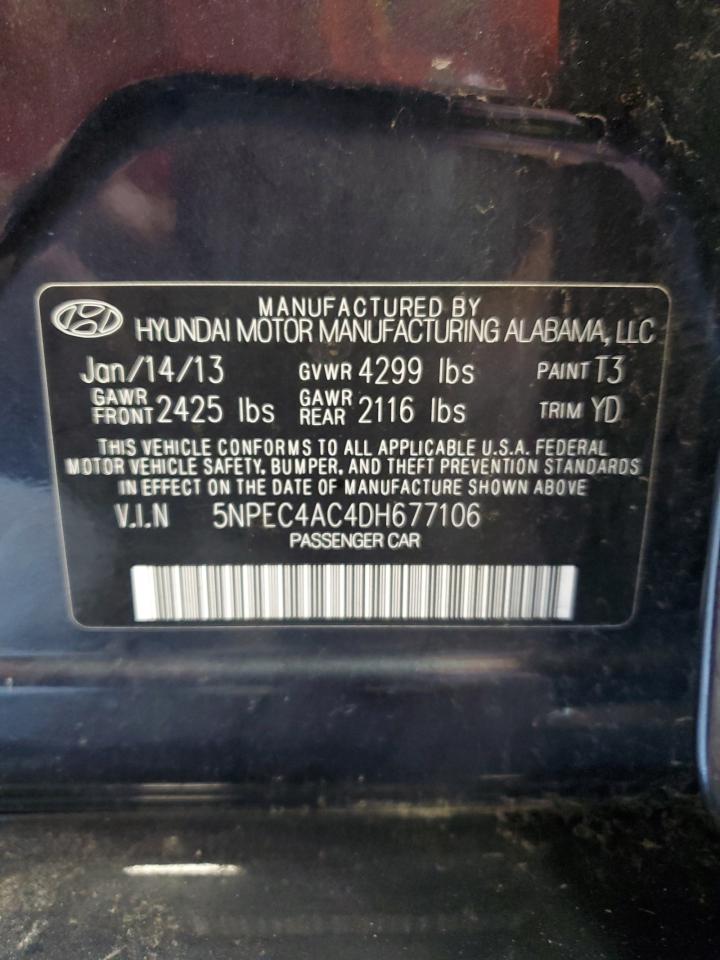 MANUFACTURED BY
HYUNDAI MOTOR MANUFACTURING ALABAMA, LLC
Jan/14/13 GVWR 4299 lbs PAINT T3
GAWR FRONT 2425 lbs GAWR REAR 2116 lbs TRIM YD
THIS VEHICLE CONFORMS TO ALL APPLICABLE U.S.A. FEDERAL
MOTOR VEHICLE SAFETY, BUMPER, AND THEFT PREVENTION STANDARDS
IN EFFECT ON THE DATE OF MANUFACTURE SHOWN ABOVE
V.I.N 5NPEC4AC4DH677106
PASSENGER CAR